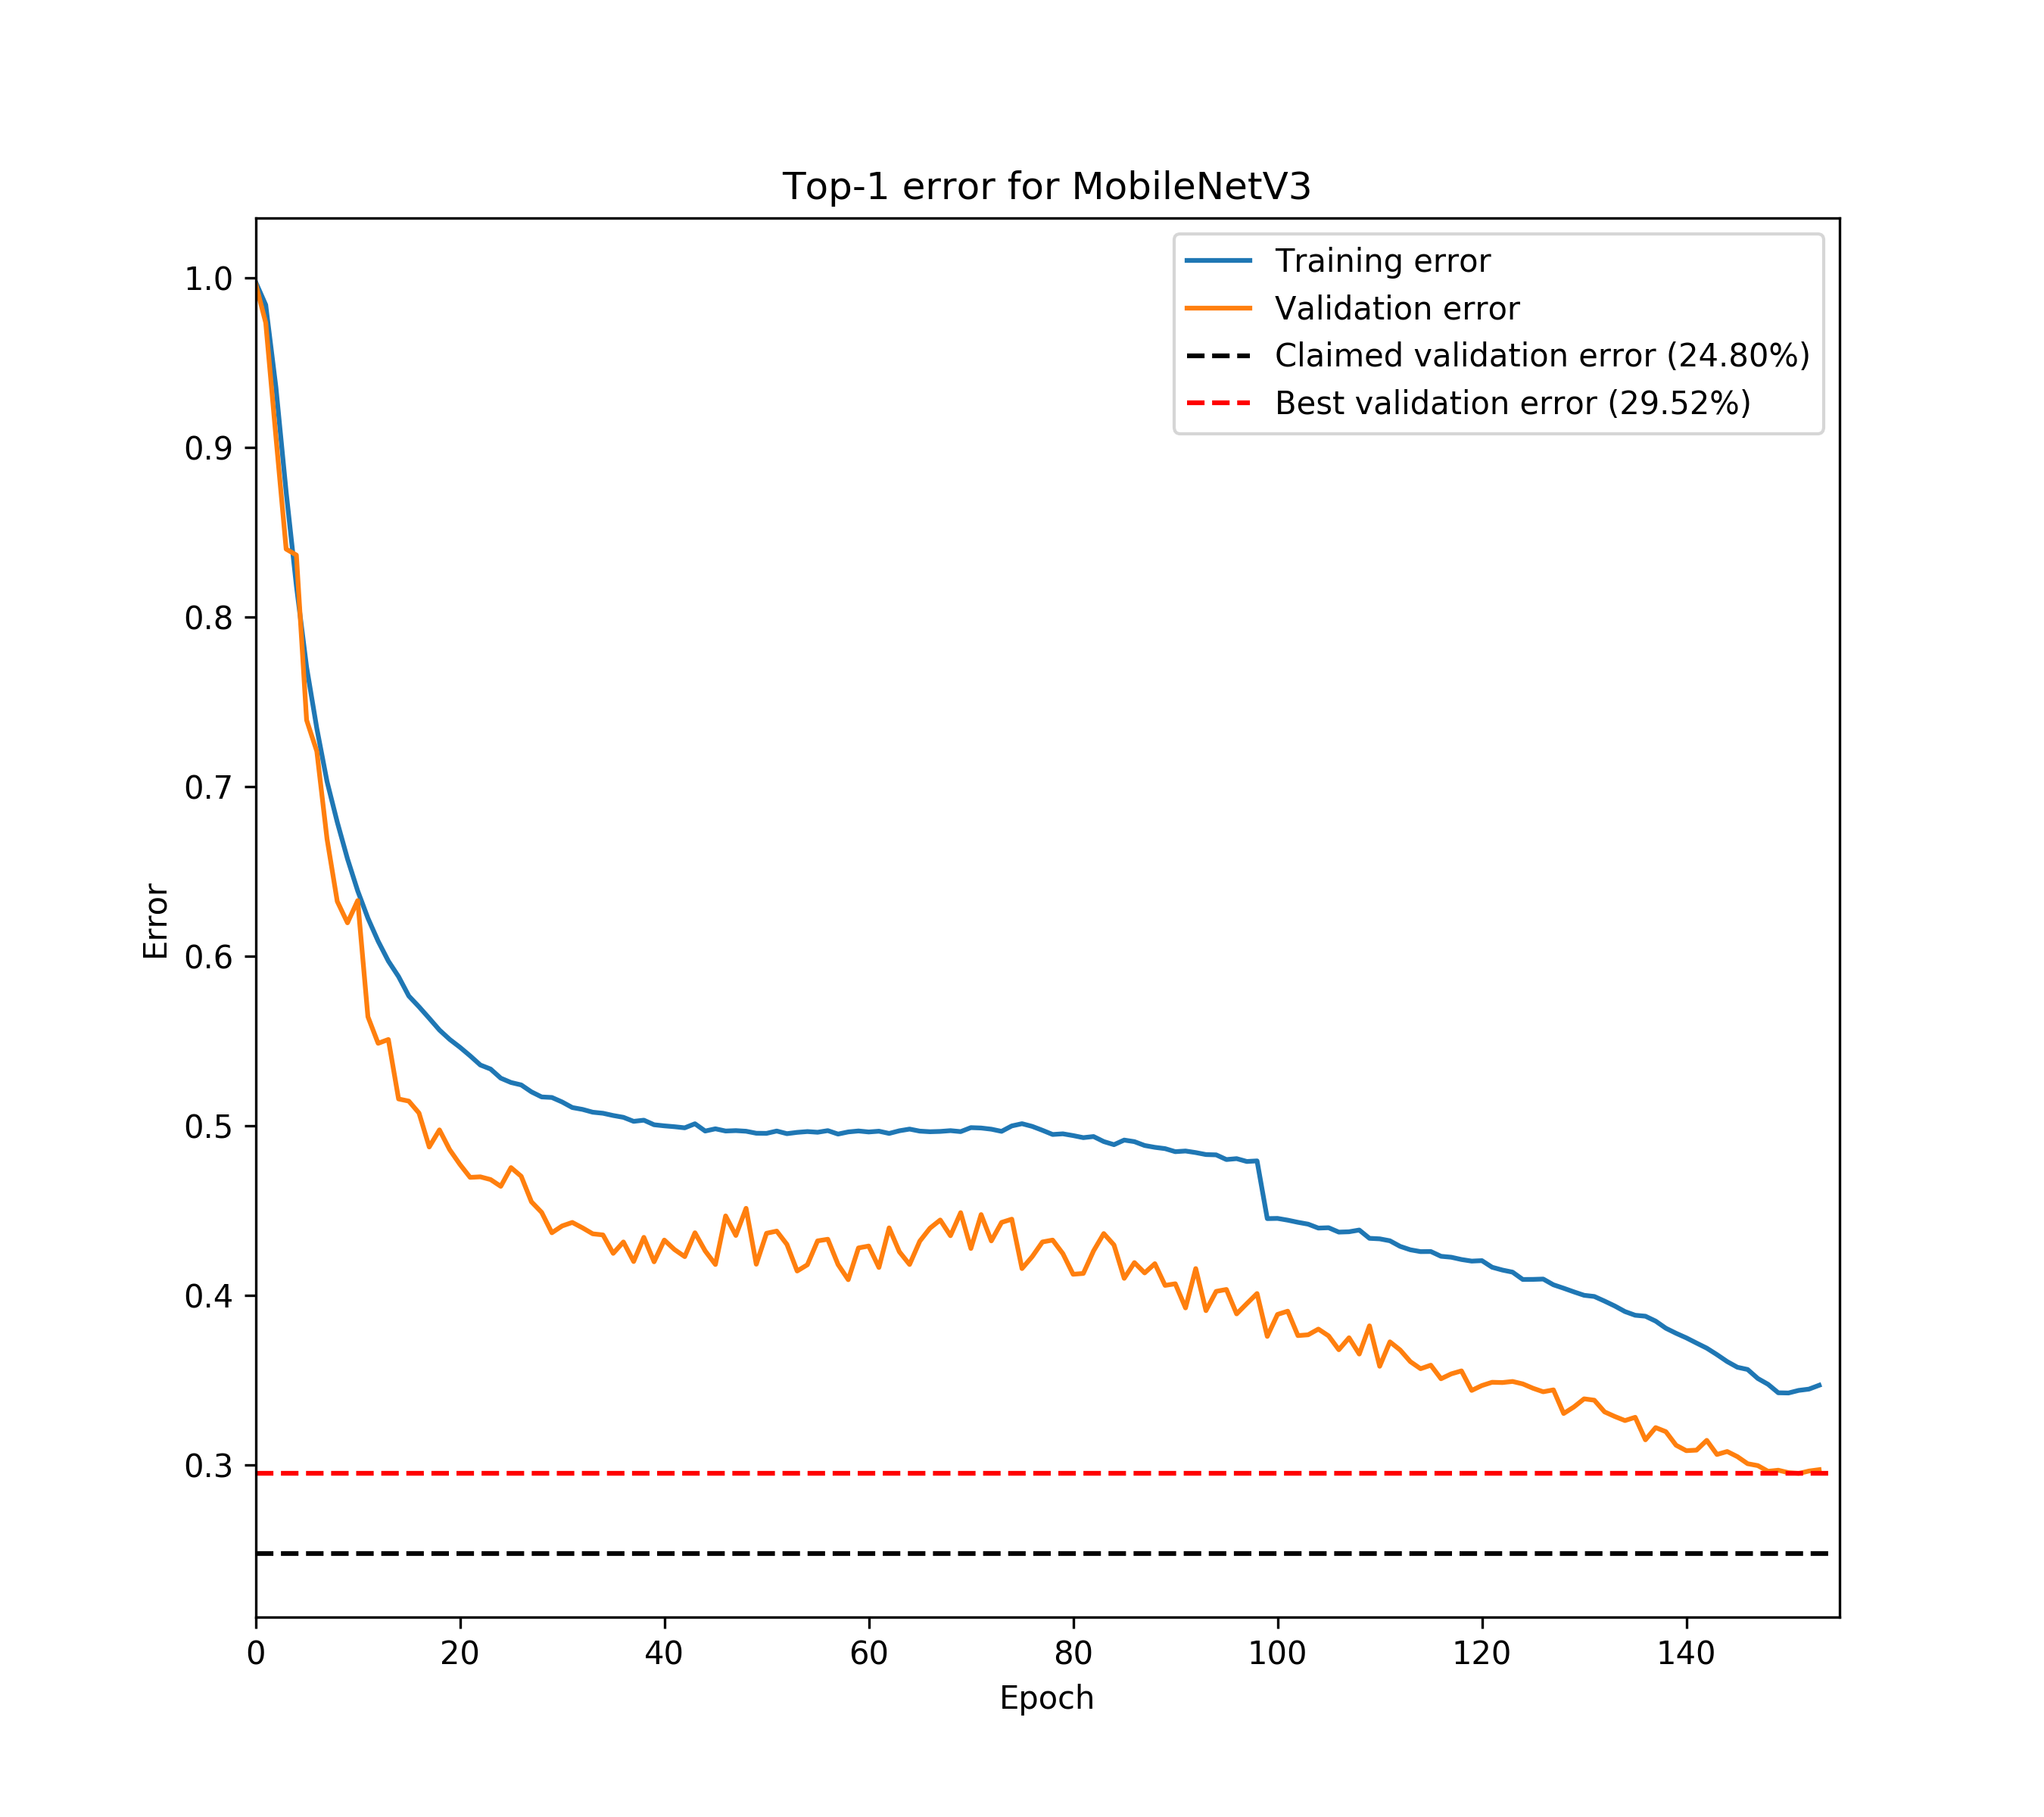 Top-1 error for MobileNetV3
Training error
Validation error
Claimed validation error (24.80%)
Best validation error (29.52%)
1.0
0.9
0.8
0.7
0.6
0.5
0.4
0.3
Error
0 20 40 60 80 100 120 140
Epoch